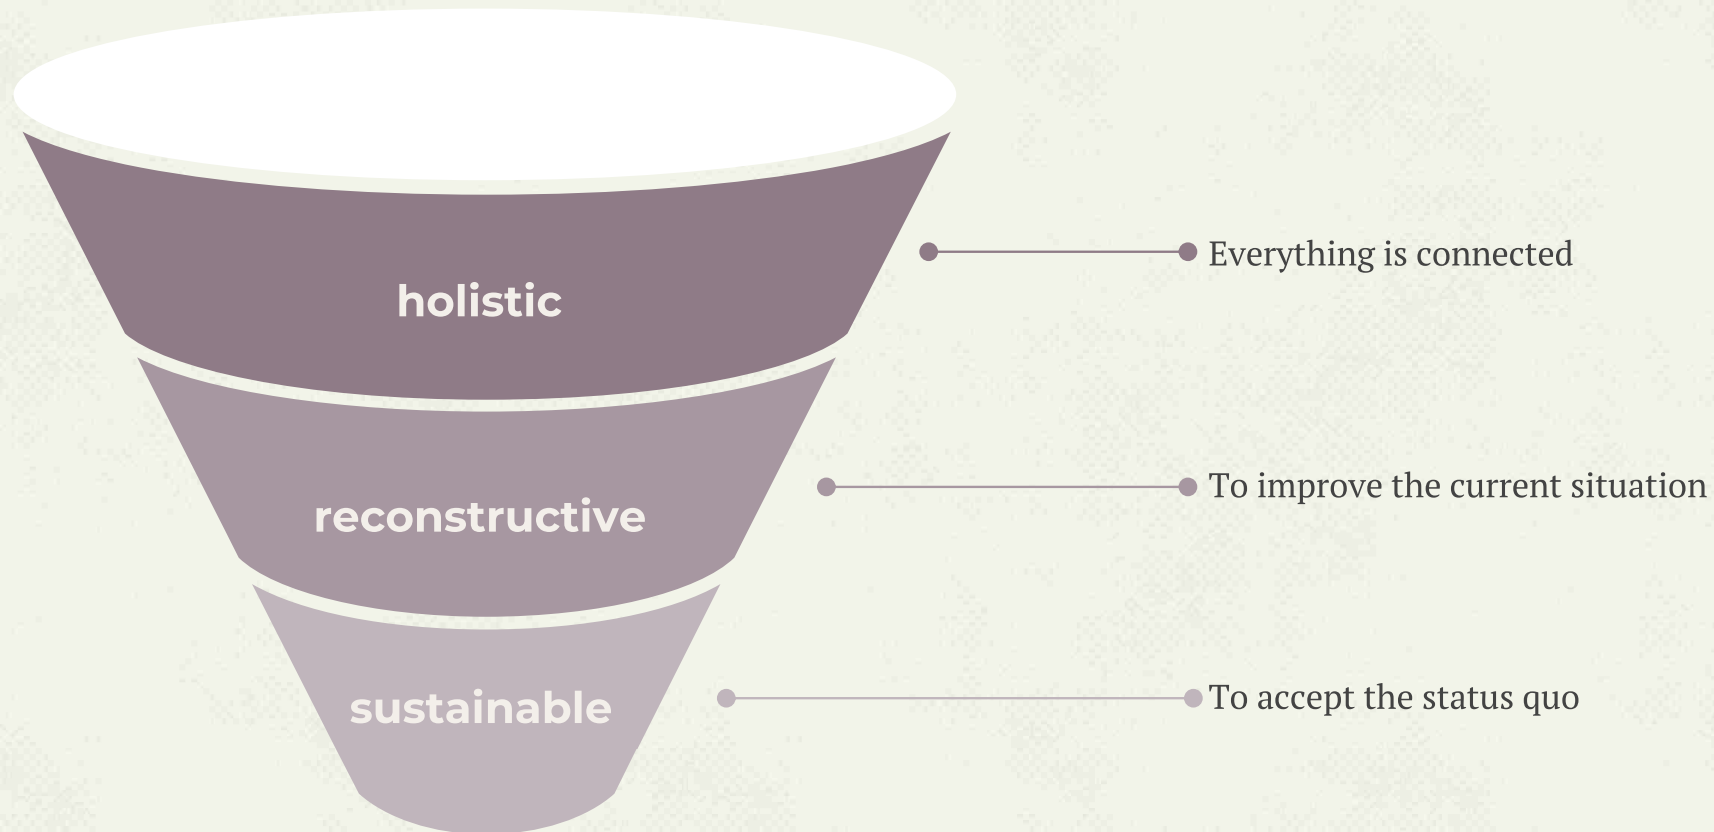 holistic
Everything is connected
reconstructive
To improve the current situation
sustainable
To accept the status quo